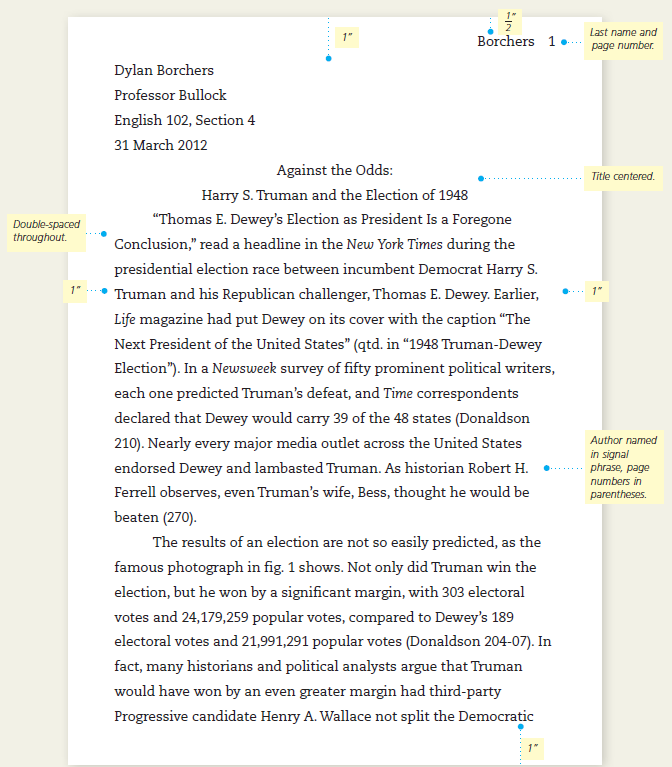 1″
1″
2
Borchers 1
Last name and
page number.
Dylan Borchers
Professor Bullock
English 102, Section 4
31 March 2012
Against the Odds:
Title centered.
Harry S. Truman and the Election of 1948
Double-spaced
throughout.
“Thomas E. Dewey’s Election as President Is a Foregone
Conclusion,” read a headline in the New York Times during the
presidential election race between incumbent Democrat Harry S.
1″
Truman and his Republican challenger, Thomas E. Dewey. Earlier,
1″
Life magazine had put Dewey on its cover with the caption “The
Next President of the United States” (qtd. in “1948 Truman-Dewey
Election”). In a Newsweek survey of fifty prominent political writers,
each one predicted Truman’s defeat, and Time correspondents
declared that Dewey would carry 39 of the 48 states (Donaldson
210). Nearly every major media outlet across the United States
endorsed Dewey and lambasted Truman. As historian Robert H.
Ferrell observes, even Truman’s wife, Bess, thought he would be
beaten (270).
Author named
in signal
phrase, page
numbers in
parentheses.
The results of an election are not so easily predicted, as the
famous photograph in fig. 1 shows. Not only did Truman win the
election, but he won by a significant margin, with 303 electoral
votes and 24,179,259 popular votes, compared to Dewey’s 189
electoral votes and 21,991,291 popular votes (Donaldson 204-07). In
fact, many historians and political analysts argue that Truman
would have won by an even greater margin had third-party
Progressive candidate Henry A. Wallace not split the Democratic
1″